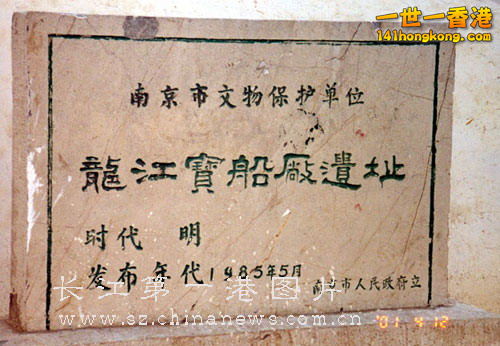 一世一香港
141hongkong.com
南京市文物保护单位
龍江寶船廠遺址
时代 明
发布年代1985年5月
南京市人民政府立
长江第一港图片
www.sz.chinanews.com.cn
'01 4 12